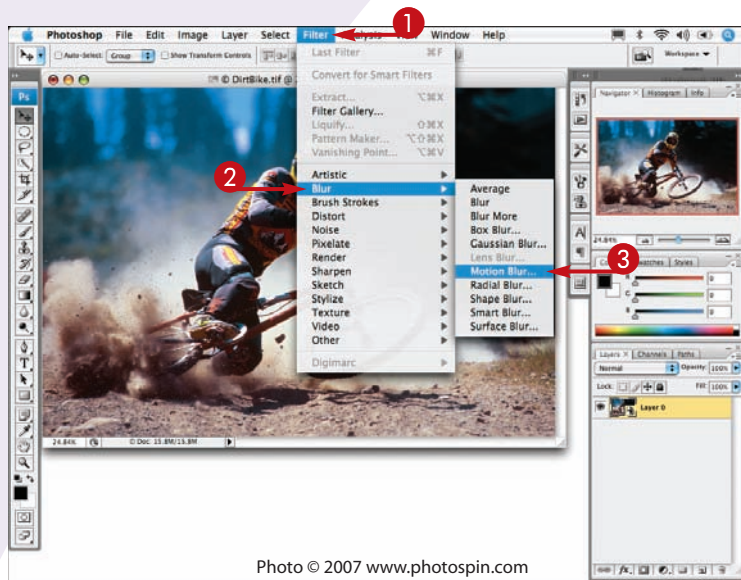 1
Photoshop File Edit Image Layer Select Filter Window Help
Auto-Select: Group Show Transform Controls
Workspace
© DirtBike.tif @
Last Filter ⌘F
Convert for Smart Filters
Extract... ⌥⌘X
Filter Gallery...
Liquify... ⇧⌘X
Pattern Maker... ⌥⇧⌘X
Vanishing Point... ⌥⌘V
Artistic
2
Blur
Brush Strokes
Distort
Noise
Pixelate
Render
Sharpen
Sketch
Stylize
Texture
Video
Other
Digimarc
Average
Blur
Blur More
Box Blur...
Gaussian Blur...
Lens Blur...
3
Motion Blur...
Radial Blur...
Shape Blur...
Smart Blur...
Surface Blur...
Ps
Navigator Histogram Info
24.84%
Swatches Styles
R 0
G 0
B 0
Layers Channels Paths
Normal Opacity: 100%
Lock: Fill: 100%
Layer 0
24.84% Doc: 15.8M/15.8M
Photo © 2007 www.photospin.com